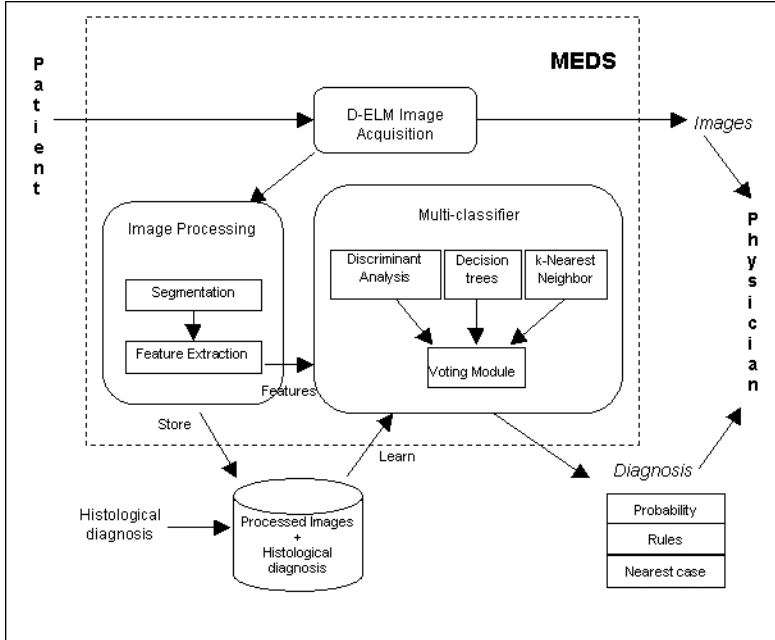 MEDS
Patient
D-ELM Image
Acquisition
Images
Image Processing
Segmentation
Feature Extraction
Features
Multi-classifier
Discriminant
Analysis
Decision
trees
k-Nearest
Neighbor
Voting Module
Physician
Store
Learn
Histological
diagnosis
Processed Images
+
Histological
diagnosis
Diagnosis
Probability
Rules
Nearest case